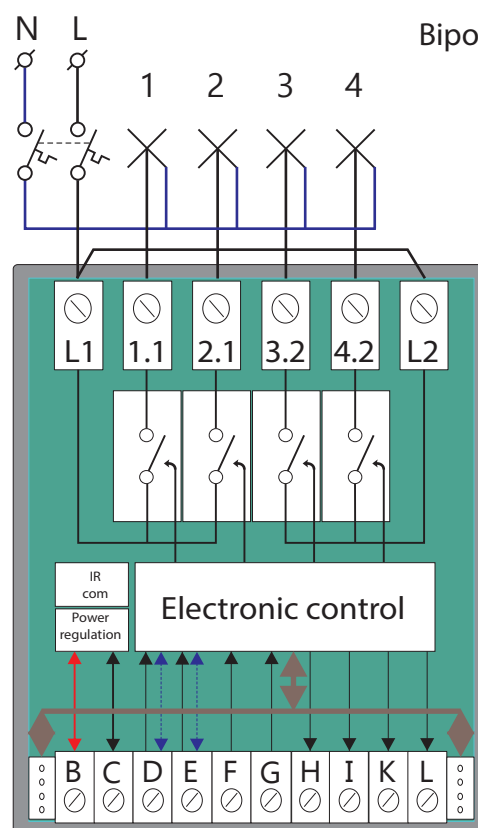 N L
Bipo
1 2 3 4
L1 1.1 2.1 3.2 4.2 L2
IR
com
Power
regulation
Electronic control
B C D E F G H I K L